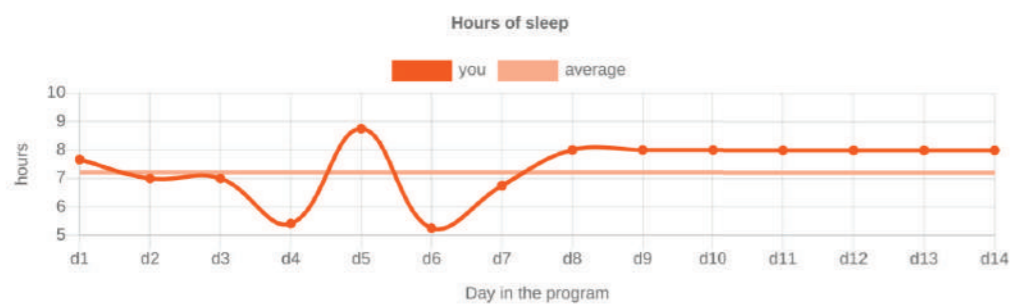 Hours of sleep
you average
10
9
8
7
6
5
hours
d1 d2 d3 d4 d5 d6 d7 d8 d9 d10 d11 d12 d13 d14
Day in the program